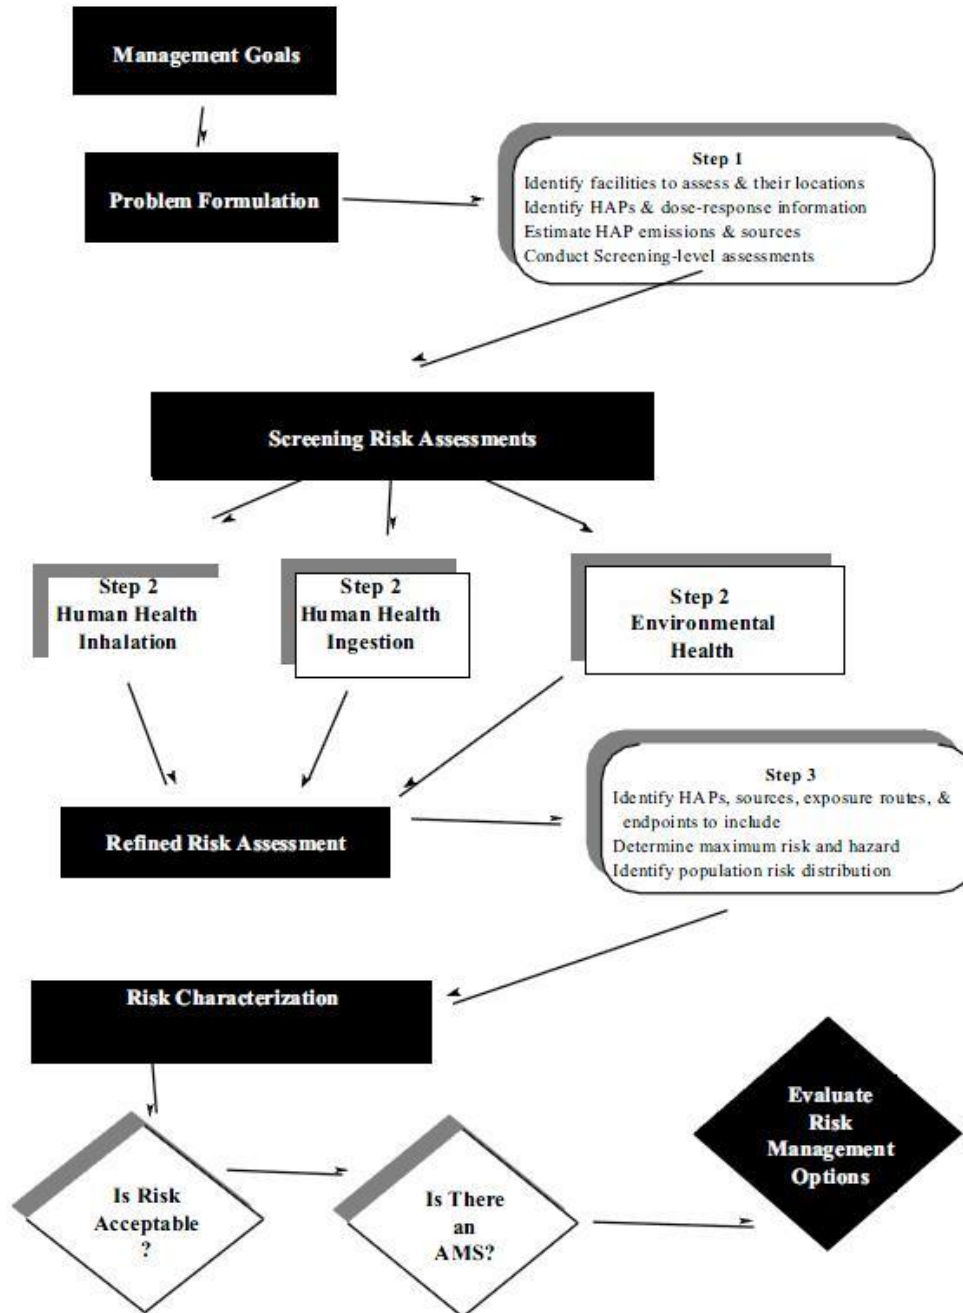 Management Goals
Problem Formulation
Step 1
Identify facilities to assess & their locations
Identify HAPs & dose-response information
Estimate HAP emissions & sources
Conduct Screening-level assessments
Screening Risk Assessments
Step 2
Human Health
Inhalation
Step 2
Human Health
Ingestion
Step 2
Environmental
Health
Step 3
Identify HAPs, sources, exposure routes, &
endpoints to include
Determine maximum risk and hazard
Identify population risk distribution
Refined Risk Assessment
Risk Characterization
Is Risk
Acceptable
?
Is There
an
AMS?
Evaluate
Risk
Management
Options